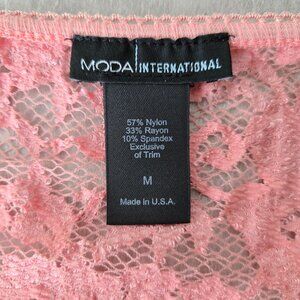 MODA INTERNATIONAL
57% Nylon
33% Rayon
10% Spandex
Exclusive
of Trim
M
Made in U.S.A.